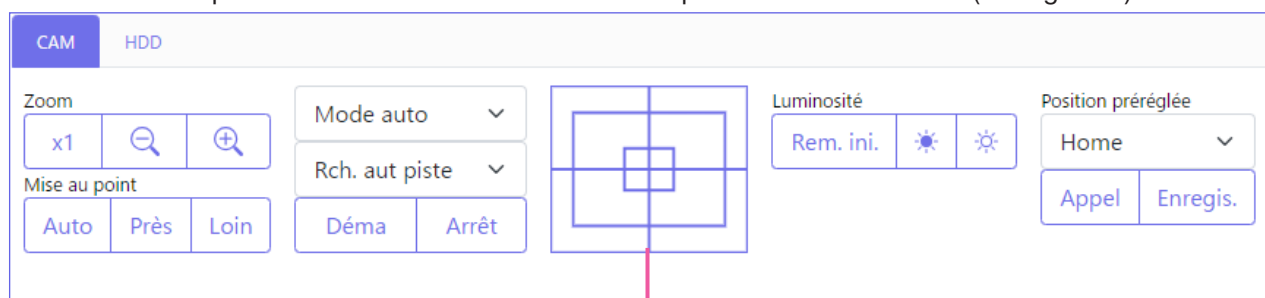 CAM
HDD
Zoom
x1
Mise au point
Auto
Près
Loin
Mode auto
Rch. aut piste
Déma
Arrêt
Luminosité
Rem. ini.
Position préréglée
Home
Appel
Enregis.